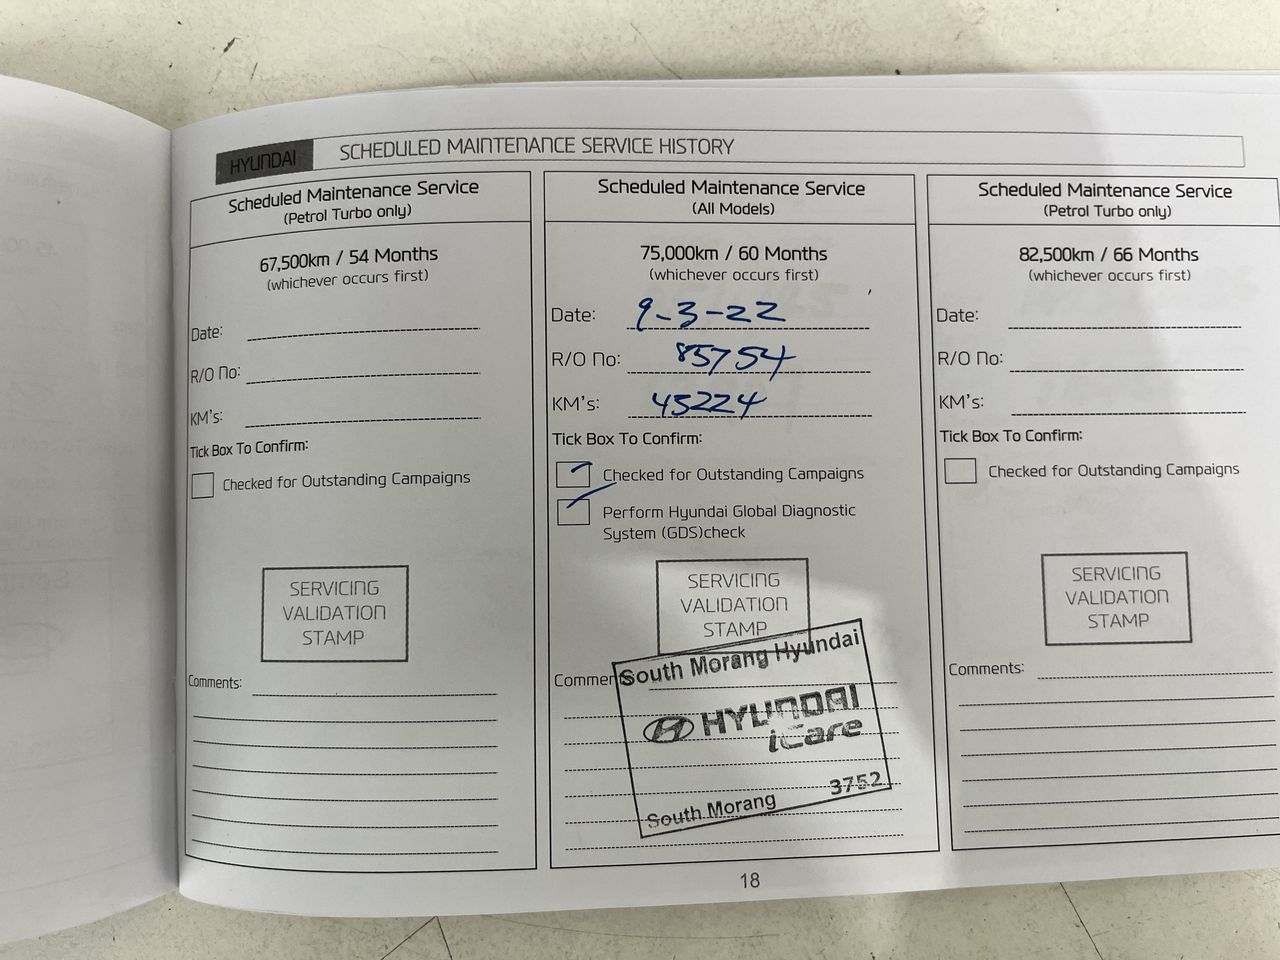 HYUNDAI
SCHEDULED MAINTENANCE SERVICE HISTORY
Scheduled Maintenance Service
(Petrol Turbo only)
67,500km / 54 Months
(whichever occurs first)
Date:
R/O No:
KM's:
Tick Box To Confirm:
Checked for Outstanding Campaigns
SERVICING
VALIDATION
STAMP
Comments:
Scheduled Maintenance Service
(All Models)
75,000km / 60 Months
(whichever occurs first)
Date: 9-3-22
R/O No: 85754
KM's: 45224
Tick Box To Confirm:
Checked for Outstanding Campaigns
Perform Hyundai Global Diagnostic
System (GDS)check
SERVICING
VALIDATION
STAMP
South Morang Hyundai
HYUNDAI
iCare
South Morang 3752
Scheduled Maintenance Service
(Petrol Turbo only)
82,500km / 66 Months
(whichever occurs first)
Date:
R/O No:
KM's:
Tick Box To Confirm:
Checked for Outstanding Campaigns
SERVICING
VALIDATION
STAMP
Comments:
18